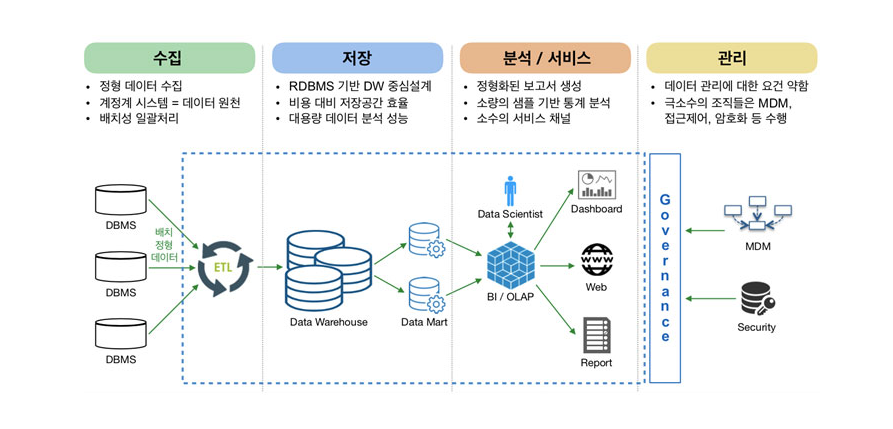 수집
• 정형 데이터 수집
• 계정계 시스템 = 데이터 원천
• 배치성 일괄처리
저장
• RDBMS 기반 DW 중심설계
• 비용 대비 저장공간 효율
• 대용량 데이터 분석 성능
분석 / 서비스
• 정형화된 보고서 생성
• 소량의 샘플 기반 통계 분석
• 소수의 서비스 채널
관리
• 데이터 관리에 대한 요건 약함
• 극소수의 조직들은 MDM,
접근제어, 암호화 등 수행
DBMS
DBMS
DBMS
배치
정형
데이터
ETL
Data Warehouse
Data Mart
Data Scientist
BI / OLAP
Dashboard
WWW
Web
Report
Governance
MDM
Security